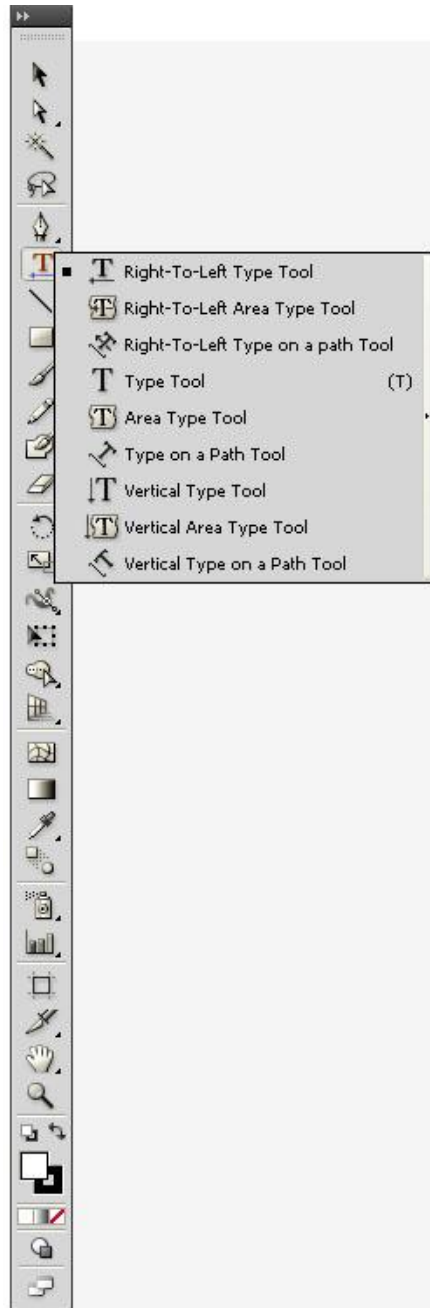 Right-To-Left Type Tool
Right-To-Left Area Type Tool
Right-To-Left Type on a path Tool
Type Tool (T)
Area Type Tool
Type on a Path Tool
Vertical Type Tool
Vertical Area Type Tool
Vertical Type on a Path Tool